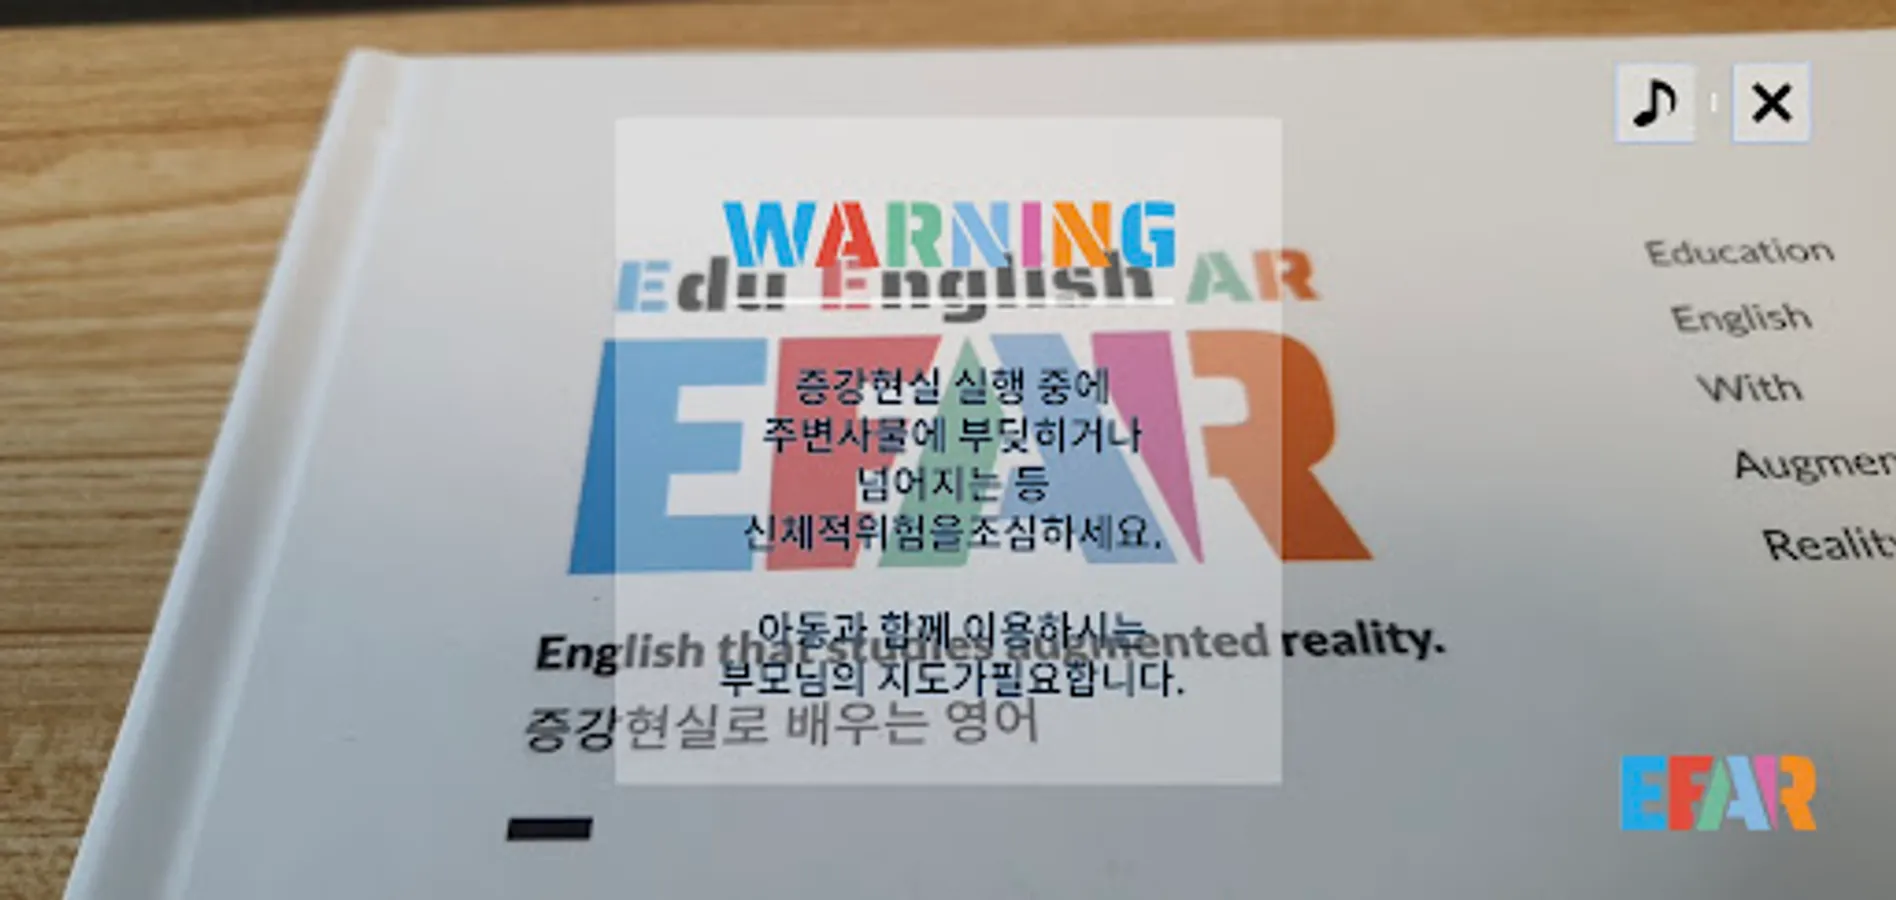 WARNING
Edu English AR
EFAR
증강현실 실행 중에
주변사물에 부딪히거나
넘어지는 등
신체적위험을조심하세요.
아동과 함께 이용하시는
부모님의 지도가필요합니다.
English that studies augmented reality.
증강현실로 배우는 영어
Education
English
With
Augmen
Reality
EFAR